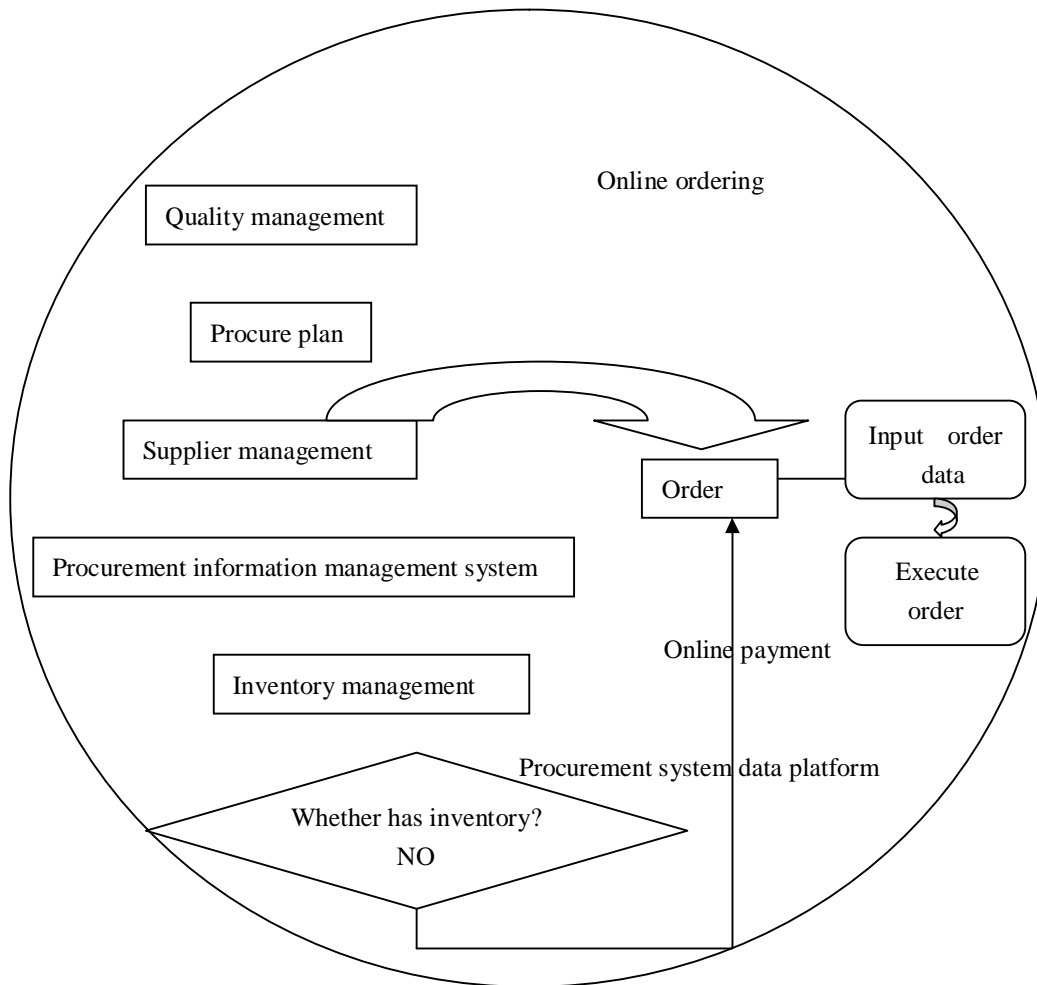 Online ordering
Quality management
Procure plan
Supplier management
Input order
data
Order
Procurement information management system
Execute
order
Online payment
Inventory management
Procurement system data platform
Whether has inventory?
NO